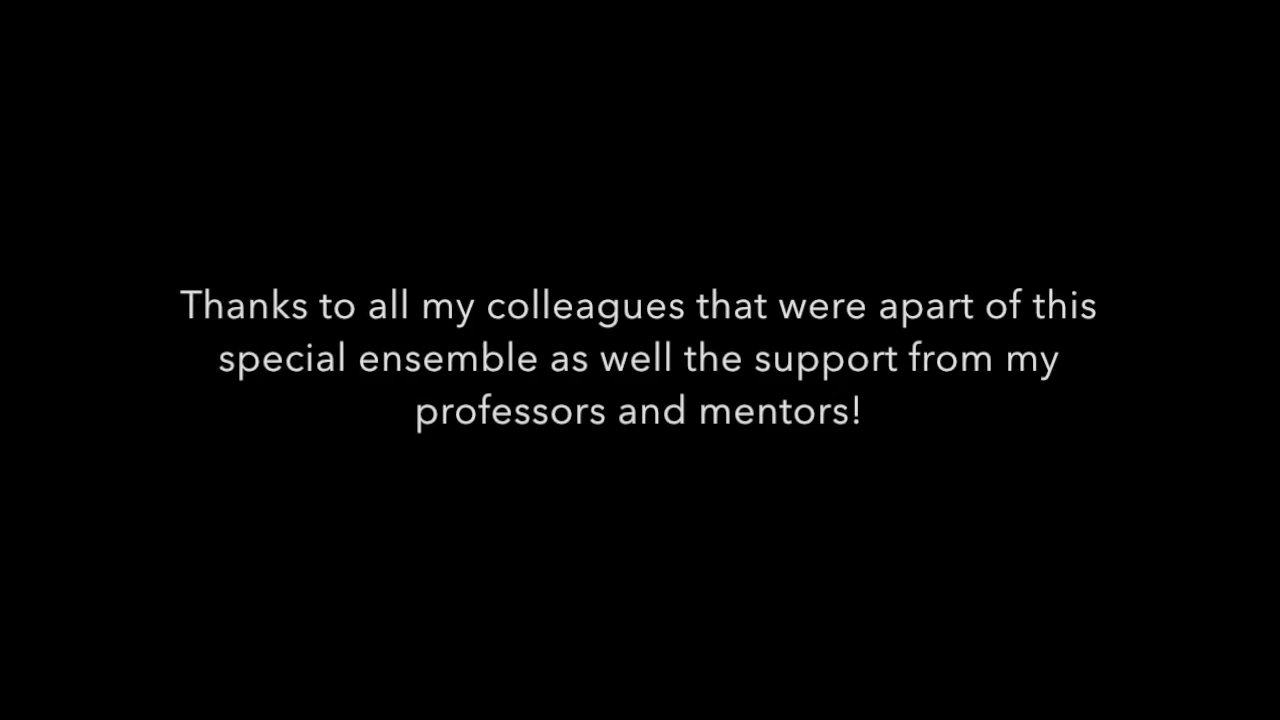 Thanks to all my colleagues that were apart of this
special ensemble as well the support from my
professors and mentors!